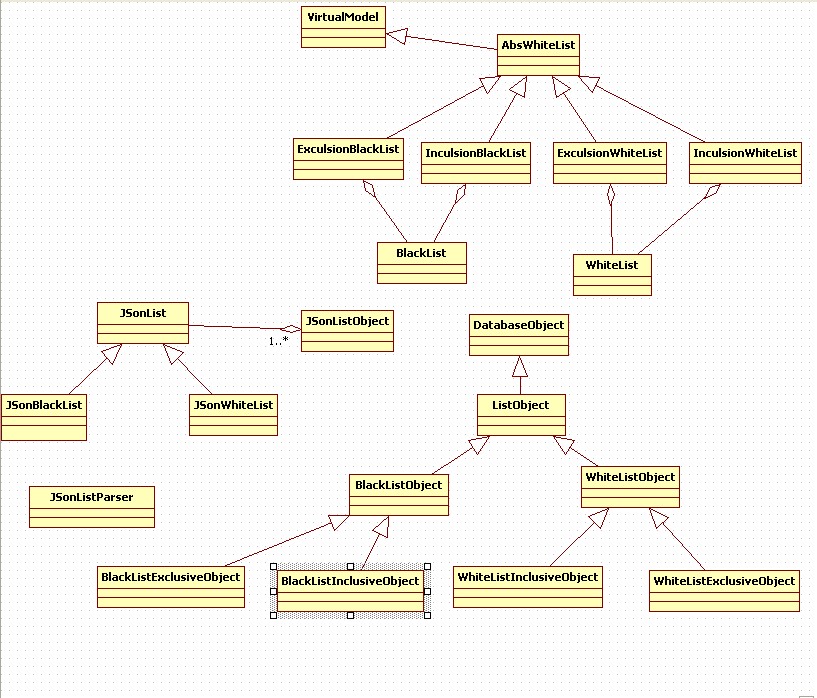 VirtualModel
AbsWhiteList
ExculsionBlackList
InculsionBlackList
ExculsionWhiteList
InculsionWhiteList
BlackList
WhiteList
JSonList
JSonListObject
1..*
DatabaseObject
JSonBlackList
JSonWhiteList
ListObject
BlackListObject
WhiteListObject
JSonListParser
BlackListExclusiveObject
BlackListInclusiveObject
WhiteListInclusiveObject
WhiteListExclusiveObject